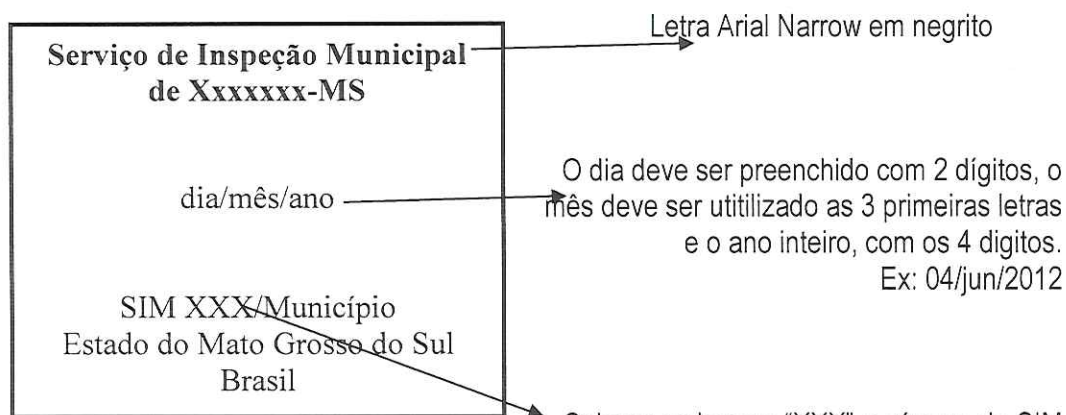 Letra Arial Narrow em negrito
Serviço de Inspeção Municipal
de Xxxxxxx-MS
dia/mês/ano
O dia deve ser preenchido com 2 dígitos, o
mês deve ser utitilizado as 3 primeiras letras
e o ano inteiro, com os 4 digitos.
Ex: 04/jun/2012
SIM XXX/Município
Estado do Mato Grosso do Sul
Brasil
"XXX"
SIM